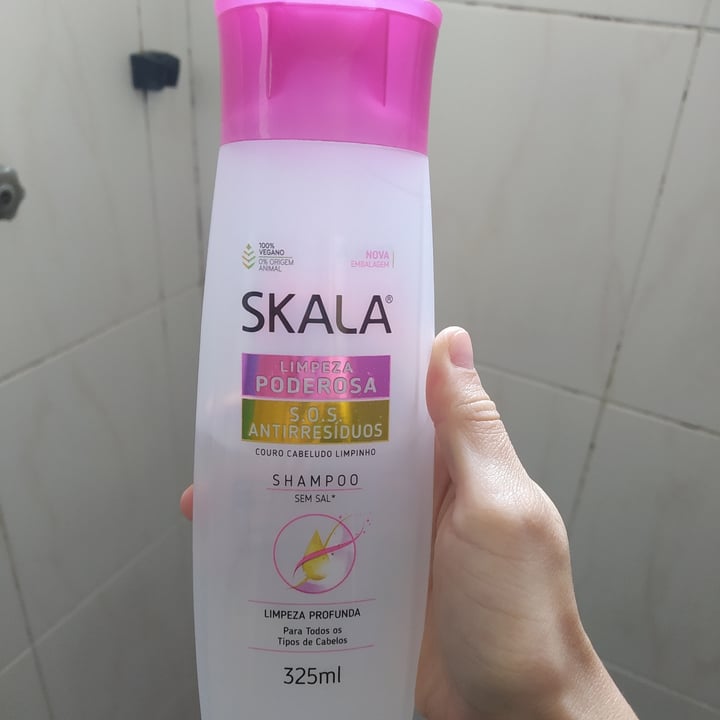 100%
VEGANO
0% ORIGEM
ANIMAL
NOVA
EMBALAGEM
SKALA®
LIMPEZA
PODEROSA
S.O.S.
ANTIRRESÍDUOS
COURO CABELUDO LIMPINHO
SHAMPOO
SEM SAL*
LIMPEZA PROFUNDA
Para Todos os
Tipos de Cabelos
325ml